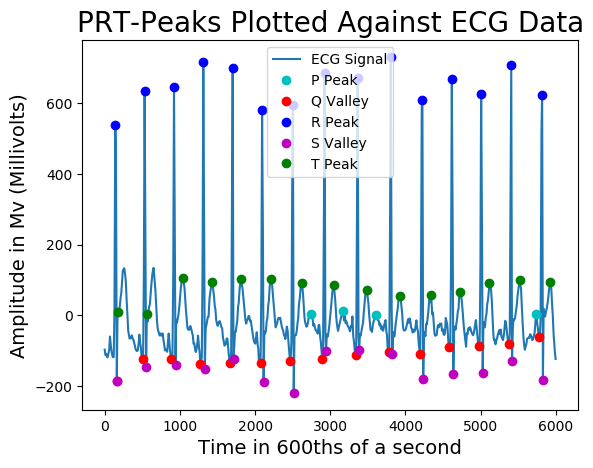 PRT-Peaks Plotted Against ECG Data
ECG Signal
P Peak
Q Valley
R Peak
S Valley
T Peak
600
400
200
0
−200
Amplitude in Mv (Millivolts)
0 1000 2000 3000 4000 5000 6000
Time in 600ths of a second